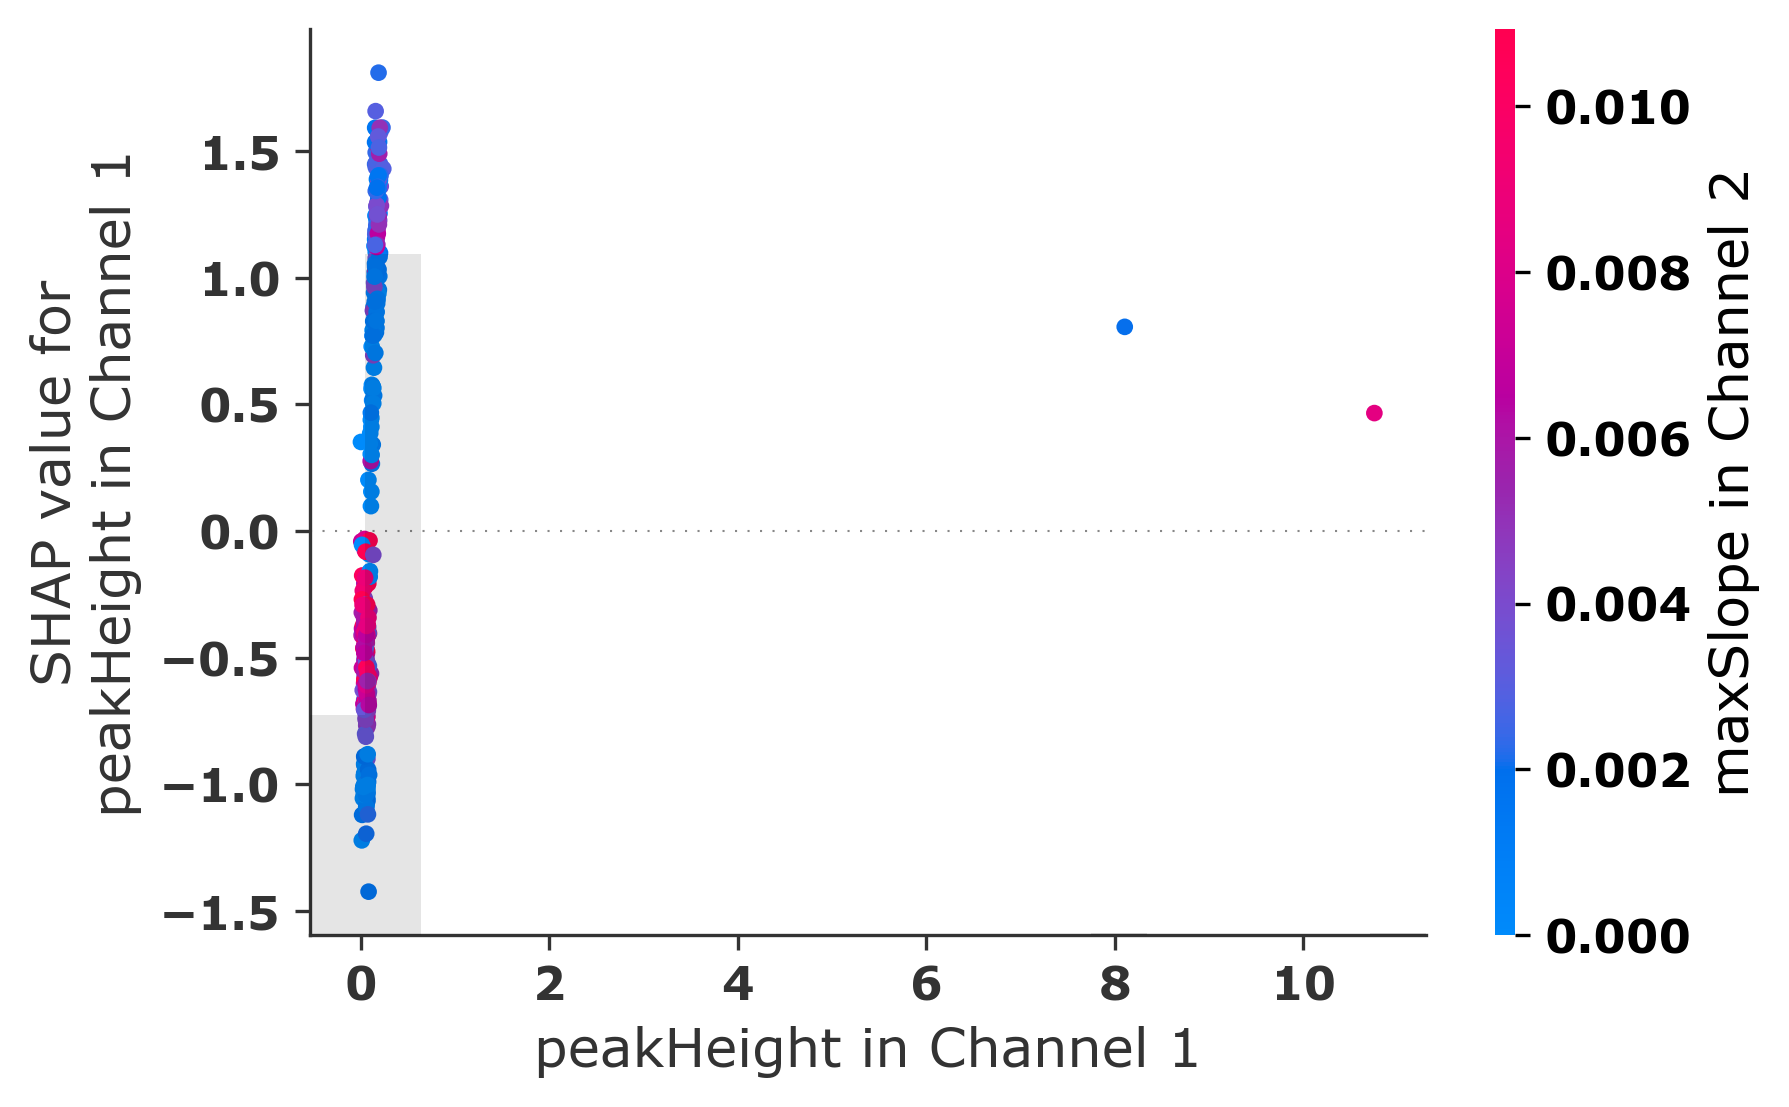 SHAP value for
peakHeight in Channel 1
1.5
1.0
0.5
0.0
−0.5
−1.0
−1.5
0 2 4 6 8 10
peakHeight in Channel 1
0.010
0.008
0.006
0.004
0.002
0.000
maxSlope in Channel 2